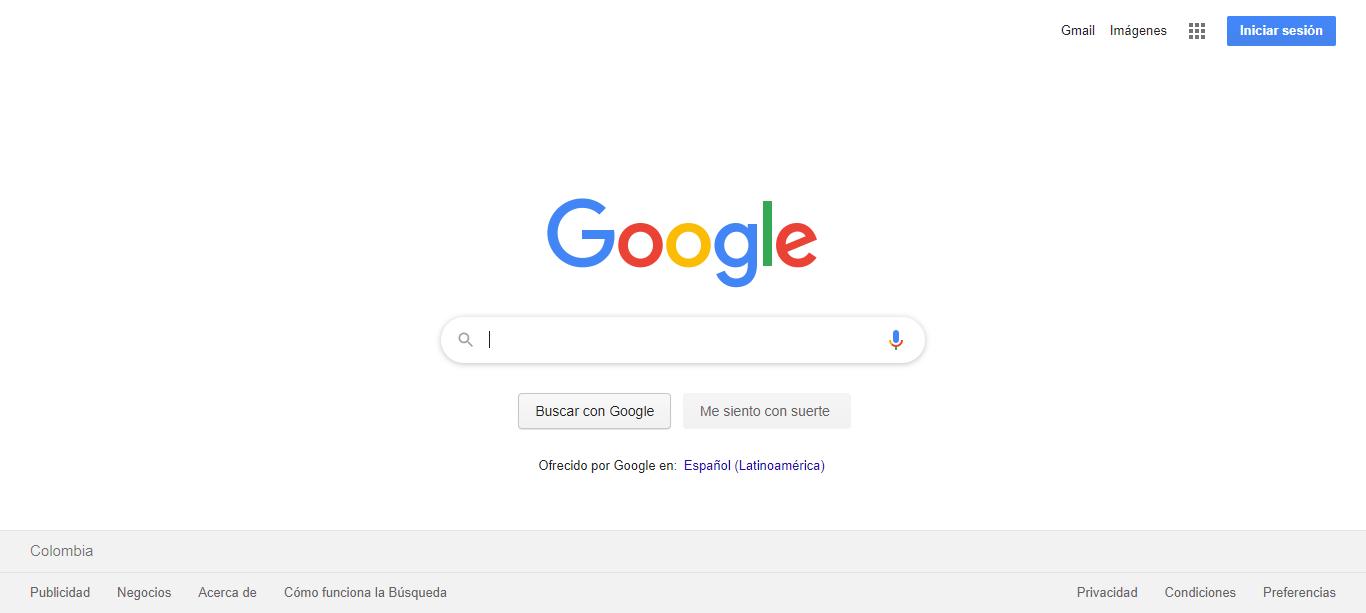 Gmail Imágenes Iniciar sesión
Google
Buscar con Google Me siento con suerte
Ofrecido por Google en: Español (Latinoamérica)
Colombia
Publicidad Negocios Acerca de Cómo funciona la Búsqueda Privacidad Condiciones Preferencias